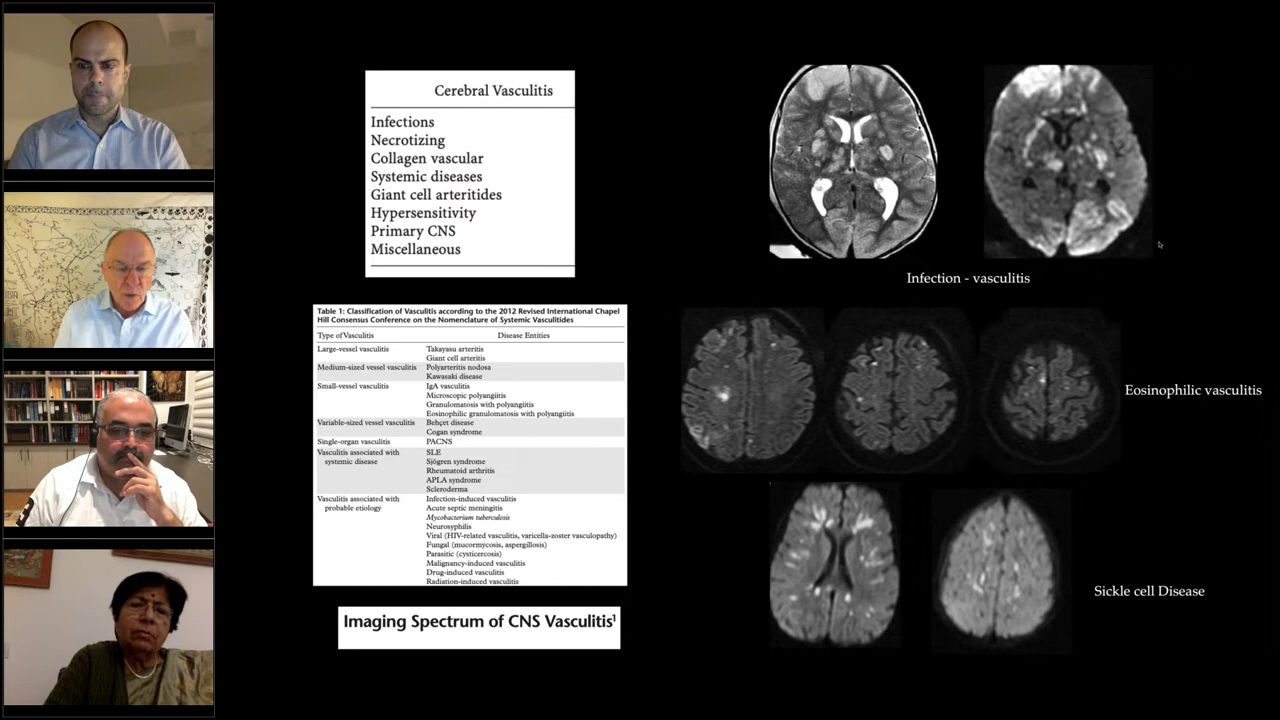 Cerebral Vasculitis
Infections
Necrotizing
Collagen vascular
Systemic diseases
Giant cell arteritides
Hypersensitivity
Primary CNS
Miscellaneous
Table 1: Classification of Vasculitis according to the 2012 Revised International Chapel
Hill Consensus Conference on the Nomenclature of Systemic Vasculitides
Type of Vasculitis Disease Entities
Large-vessel vasculitis Takayasu arteritis
Giant cell arteritis
Medium-sized vessel vasculitis Polyarteritis nodosa
Kawasaki disease
Small-vessel vasculitis IgA vasculitis
Microscopic polyangiitis
Granulomatosis with polyangiitis
Eosinophilic granulomatosis with polyangiitis
Variable-sized vessel vasculitis Behçet disease
Cogan syndrome
Single-organ vasculitis PACNS
Vasculitis associated with SLE
systemic disease Sjögren syndrome
Rheumatoid arthritis
APLA syndrome
Scleroderma
Vasculitis associated with Infection-induced vasculitis
probable etiology Acute septic meningitis
Mycobacterium tuberculosis
Neurosyphilis
Viral (HIV-related vasculitis, varicella-zoster vasculopathy)
Fungal (mucormycosis, aspergillosis)
Parasitic (cysticercosis)
Malignancy-induced vasculitis
Drug-induced vasculitis
Radiation-induced vasculitis
Imaging Spectrum of CNS Vasculitis¹
Infection - vasculitis
Eosinophilic vasculitis
Sickle cell Disease